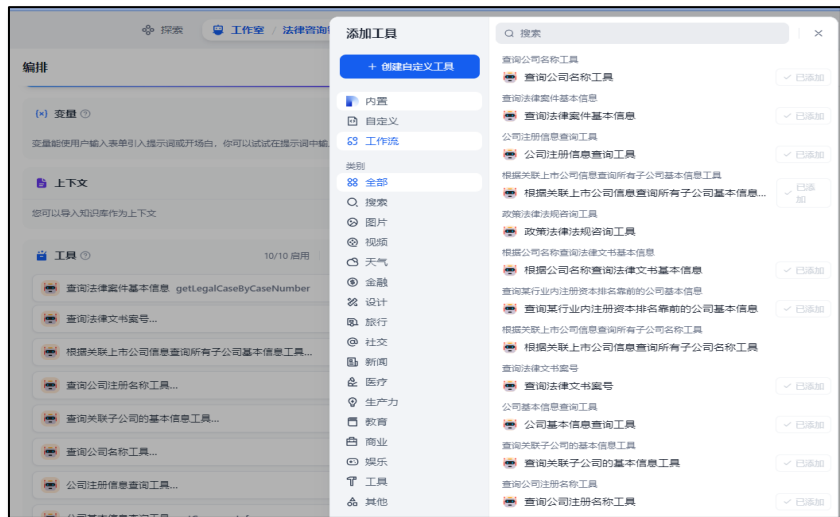 探索
工作室 / 法律咨询
编排
{x} 变量
变量能使用户输入表单引入提示词或开场白，你可以试试在提示词中输
上下文
您可以导入知识库作为上下文
工具
10/10 启用
查询法律案件基本信息 getLegalCaseByCaseNumber
查询法律文书案号...
根据关联上市公司信息查询所有子公司基本信息工具...
查询公司注册名称工具...
查询关联子公司的基本信息工具...
查询公司名称工具...
公司注册信息查询工具...
添加工具
+ 创建自定义工具
内置
自定义
工作流
类别
全部
搜索
图片
视频
天气
金融
设计
旅行
社交
新闻
医疗
生产力
教育
商业
娱乐
工具
其他
搜索
查询公司名称工具
查询公司名称工具
已添加
查询法律案件基本信息
查询法律案件基本信息
已添加
公司注册信息查询工具
公司注册信息查询工具
已添加
根据关联上市公司信息查询所有子公司基本信息工具
根据关联上市公司信息查询所有子公司基本信息...
已添加
政策法律法规咨询工具
政策法律法规咨询工具
根据公司名称查询法律文书基本信息
根据公司名称查询法律文书基本信息
已添加
查询某行业内注册资本排名靠前的公司基本信息
查询某行业内注册资本排名靠前的公司基本信息
已添加
根据关联上市公司信息查询所有子公司名称工具
根据关联上市公司信息查询所有子公司名称工具
查询法律文书案号
查询法律文书案号
已添加
公司基本信息查询工具
公司基本信息查询工具
已添加
查询关联子公司的基本信息工具
查询关联子公司的基本信息工具
已添加
查询公司注册名称工具
查询公司注册名称工具
已添加